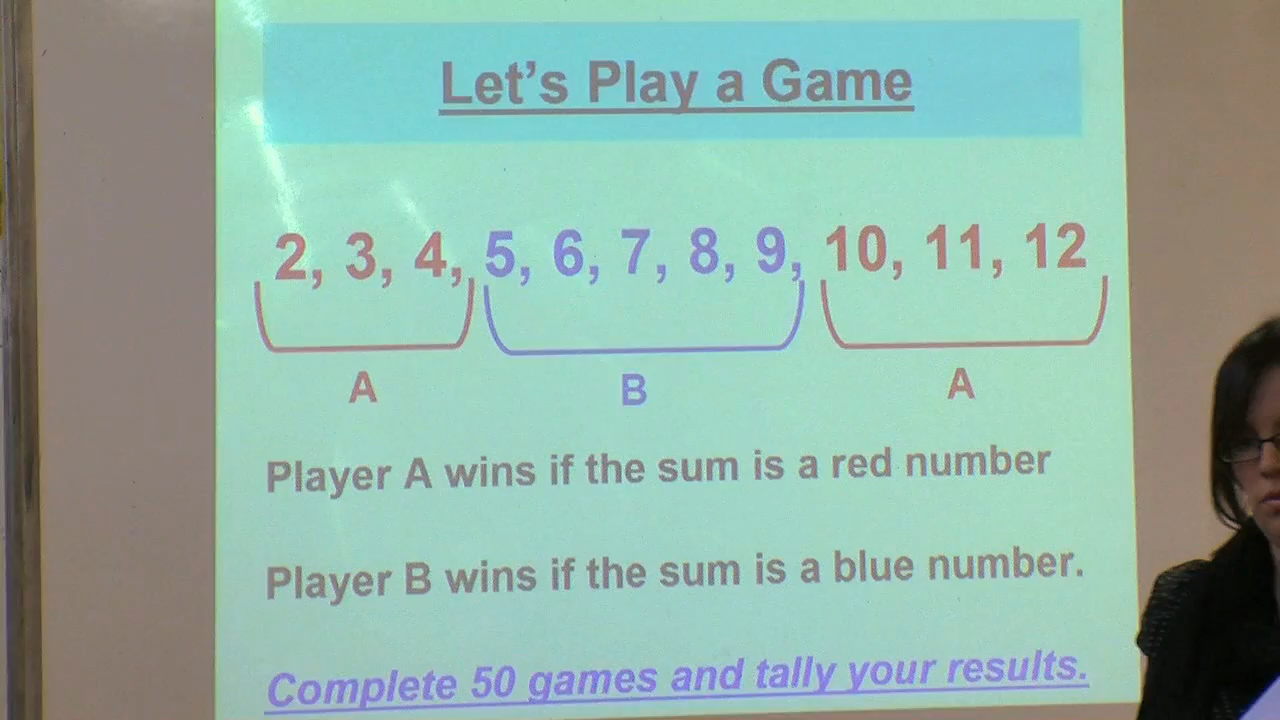 Let's Play a Game
2, 3, 4, 5, 6, 7, 8, 9, 10, 11, 12
A B A
Player A wins if the sum is a red number
Player B wins if the sum is a blue number.
Complete 50 games and tally your results.